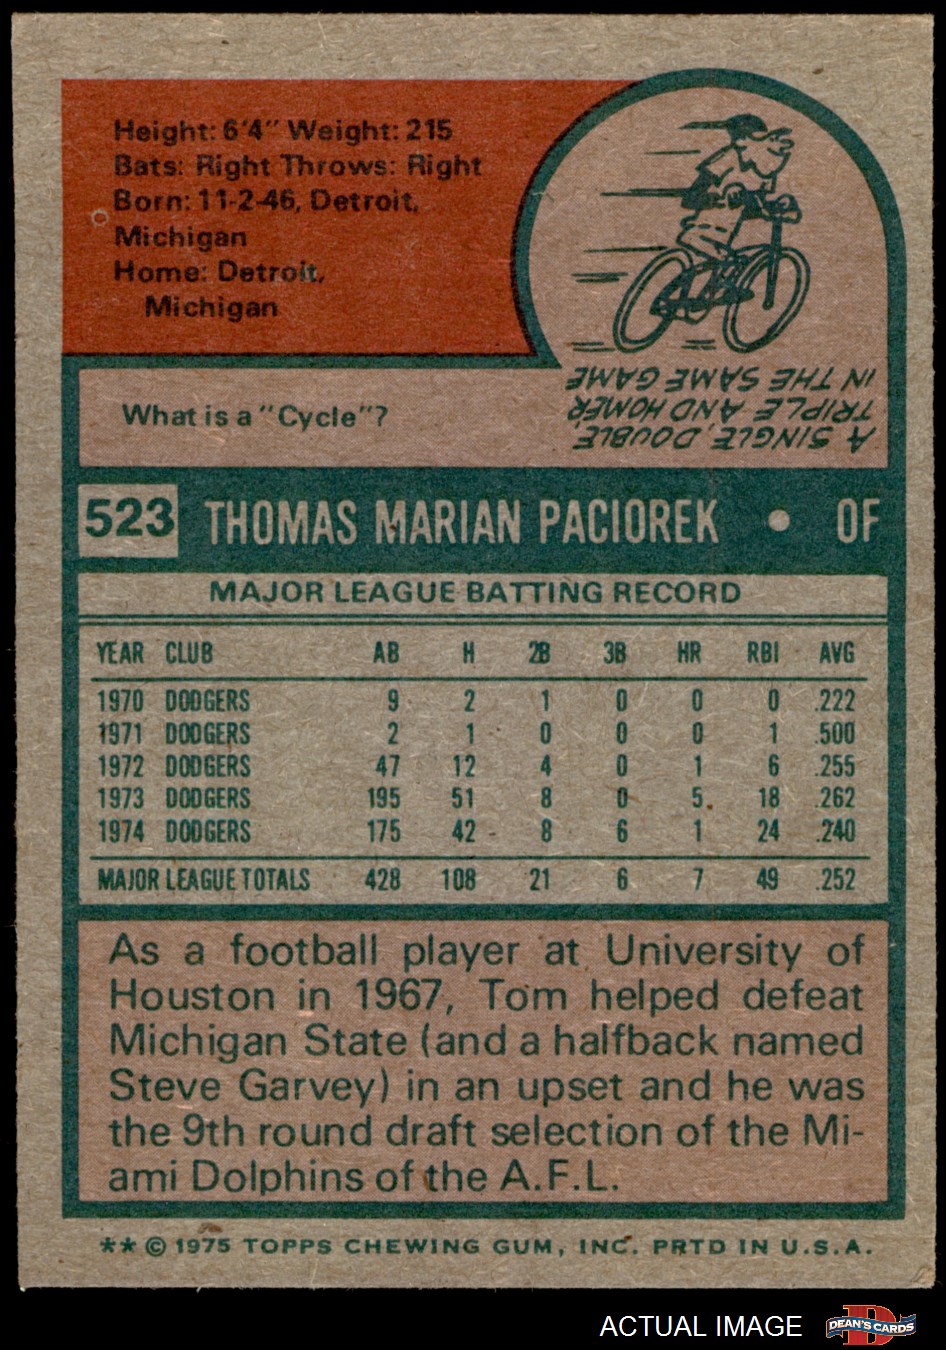 Height: 6'4" Weight: 215
Bats: Right Throws: Right
Born: 11-2-46, Detroit,
Michigan
Home: Detroit,
Michigan
What is a "Cycle"?
A SINGLE, DOUBLE,
TRIPLE AND HOMER
IN THE SAME GAME
523 THOMAS MARIAN PACIOREK • OF
MAJOR LEAGUE BATTING RECORD
YEAR CLUB AB H 2B 3B HR RBI AVG
1970 DODGERS 9 2 1 0 0 0 .222
1971 DODGERS 2 1 0 0 0 1 .500
1972 DODGERS 47 12 4 0 1 6 .255
1973 DODGERS 195 51 8 0 5 18 .262
1974 DODGERS 175 42 8 6 1 24 .240
MAJOR LEAGUE TOTALS 428 108 21 6 7 49 .252
As a football player at University of
Houston in 1967, Tom helped defeat
Michigan State (and a halfback named
Steve Garvey) in an upset and he was
the 9th round draft selection of the Mi-
ami Dolphins of the A.F.L.
** © 1975 TOPPS CHEWING GUM, INC. PRTD IN U.S.A.
ACTUAL IMAGE DEAN'S CARDS